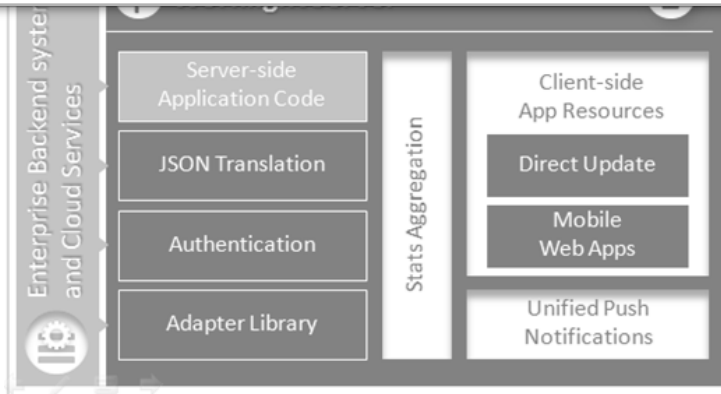 Enterprise Backend syste
and Cloud Services
Server-side
Application Code
JSON Translation
Authentication
Adapter Library
Stats Aggregation
Client-side
App Resources
Direct Update
Mobile
Web Apps
Unified Push
Notifications